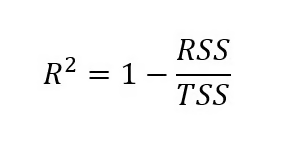 R² = 1 − RSS/TSS